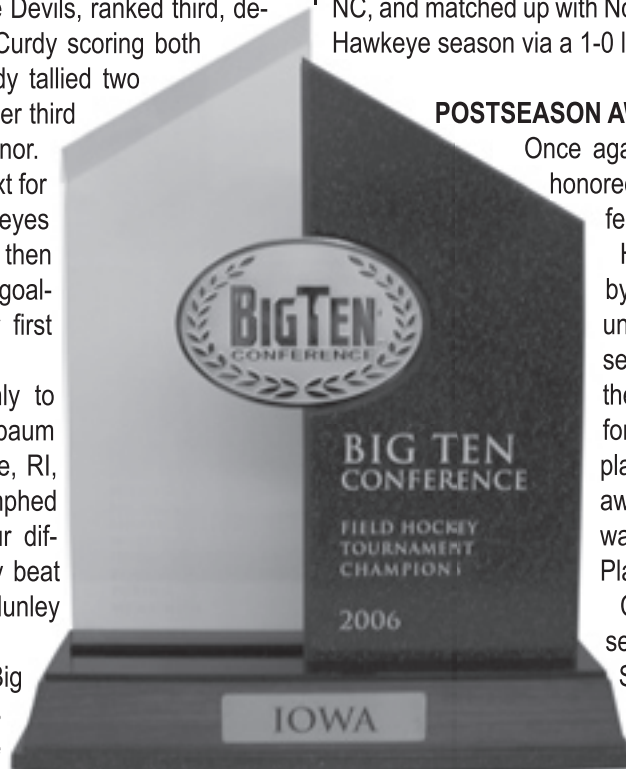 Devils, ranked third, de-
Curdy scoring both
dy tallied two
er third
nor.
xt for
eyes
then
goal-
first
nly to
baum
e, RI,
mphed
ur dif-
y beat
unley
Big
NC, and matched up with No
Hawkeye season via a 1-0
POSTSEASON A
Once aga
honored
fe
H
by
un
se
the
for
pla
aw
wa
Pla
se
S
BIG TEN
CONFERENCE
BIG TEN
CONFERENCE
FIELD HOCKEY
TOURNAMENT
CHAMPIONS
2006
IOWA